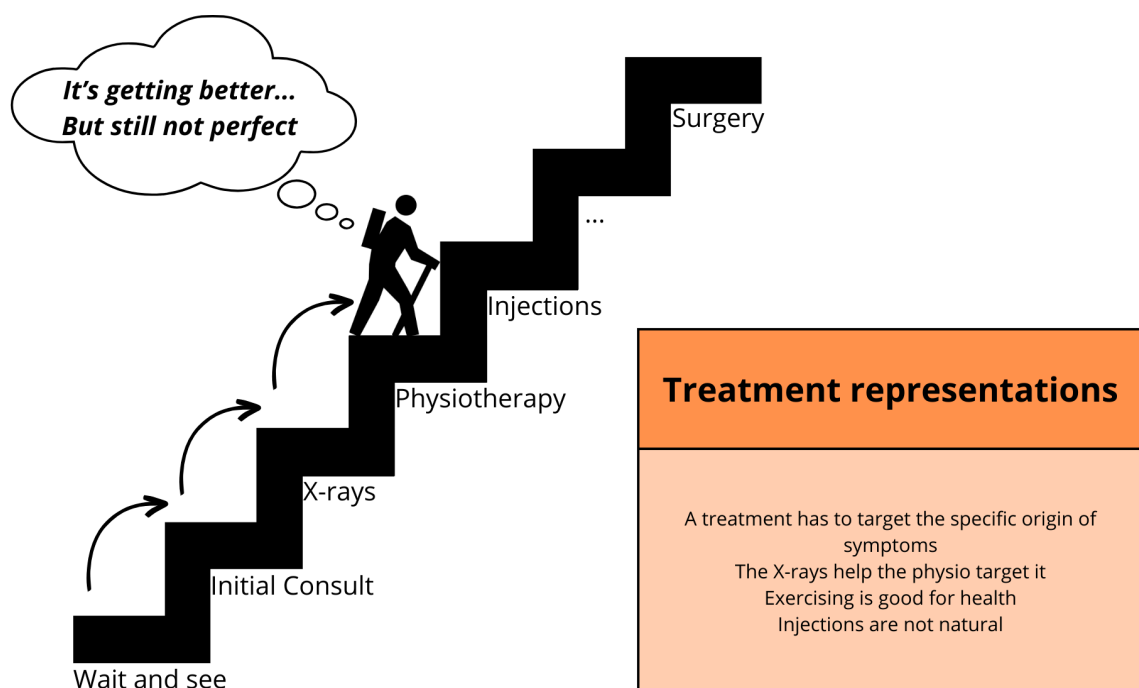 It's getting better...
But still not perfect
Surgery
...
Injections
Physiotherapy
X-rays
Initial Consult
Wait and see
Treatment representations
A treatment has to target the specific origin of
symptoms
The X-rays help the physio target it
Exercising is good for health
Injections are not natural